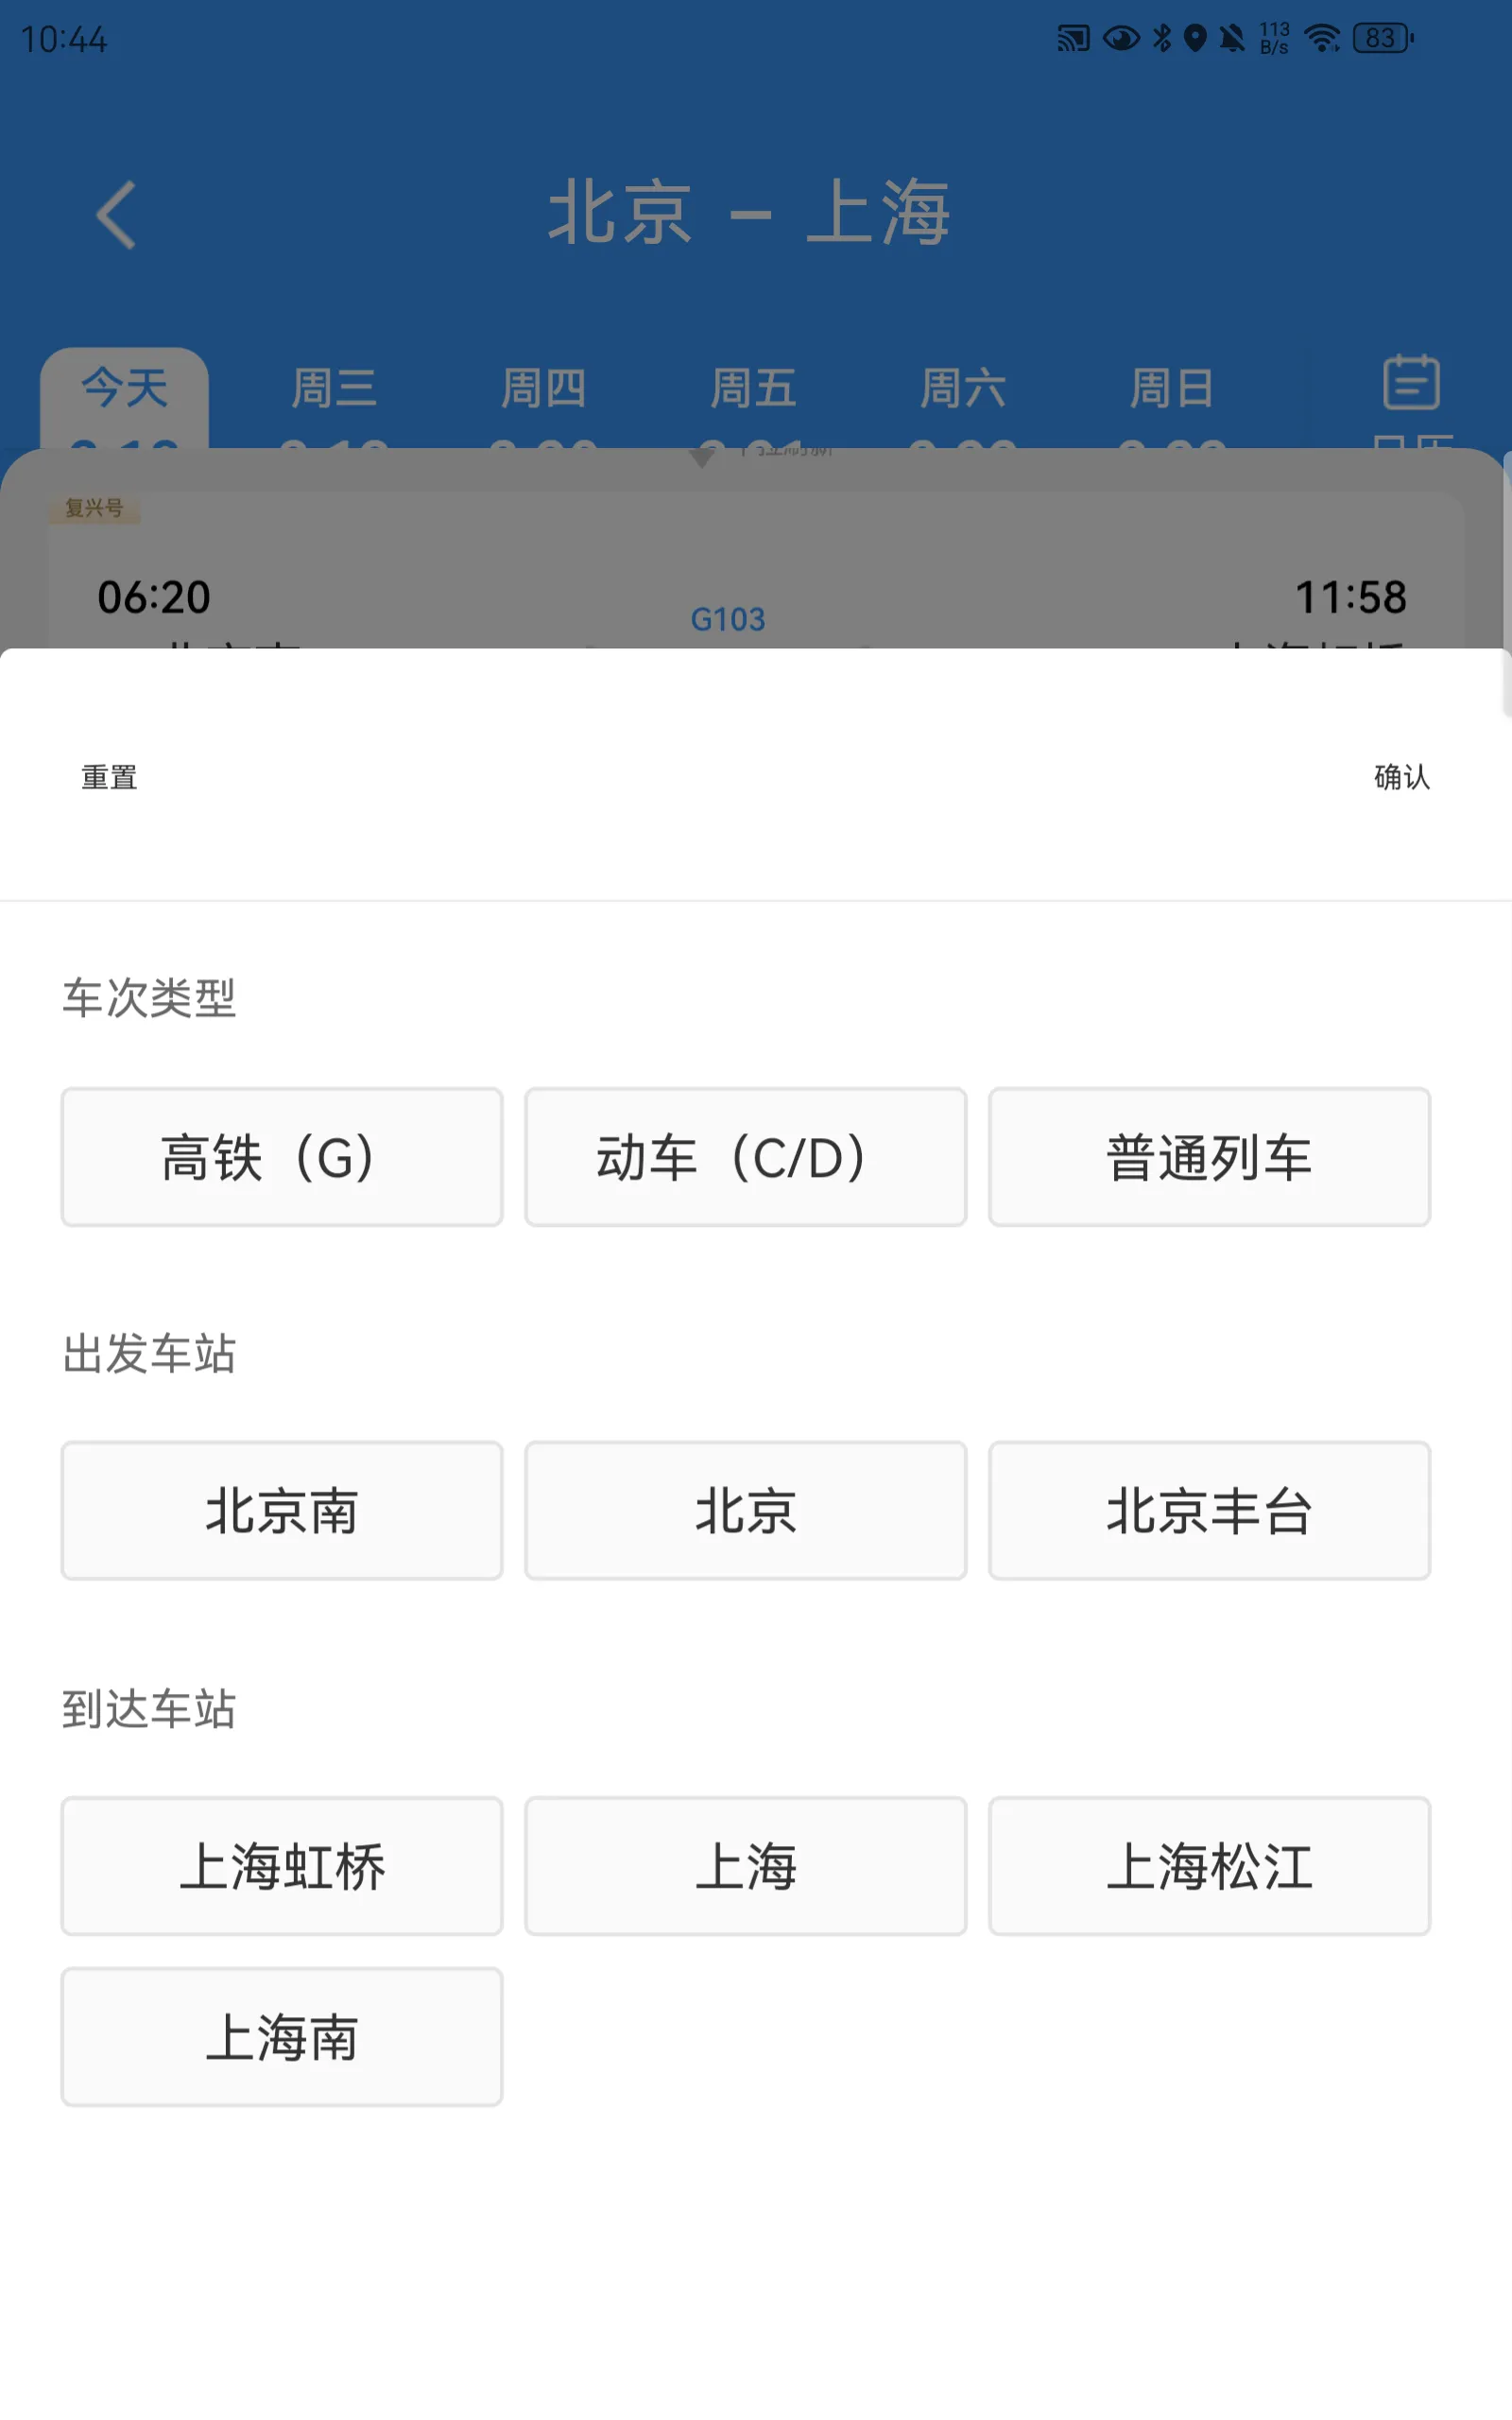 10:44
113 B/s
83
北京 – 上海
今天 周三 周四 周五 周六 周日
复兴号
06:20 G103 11:58
重置 确认
车次类型
高铁（G） 动车（C/D） 普通列车
出发车站
北京南 北京 北京丰台
到达车站
上海虹桥 上海 上海松江
上海南